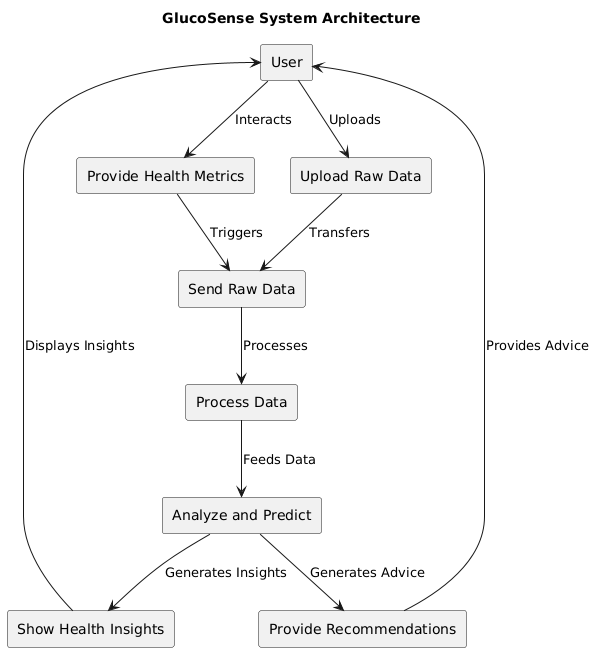 GlucoSense System Architecture
User
Interacts
Uploads
Provide Health Metrics
Upload Raw Data
Triggers
Transfers
Send Raw Data
Displays Insights
Processes
Provides Advice
Process Data
Feeds Data
Analyze and Predict
Generates Insights
Generates Advice
Show Health Insights
Provide Recommendations